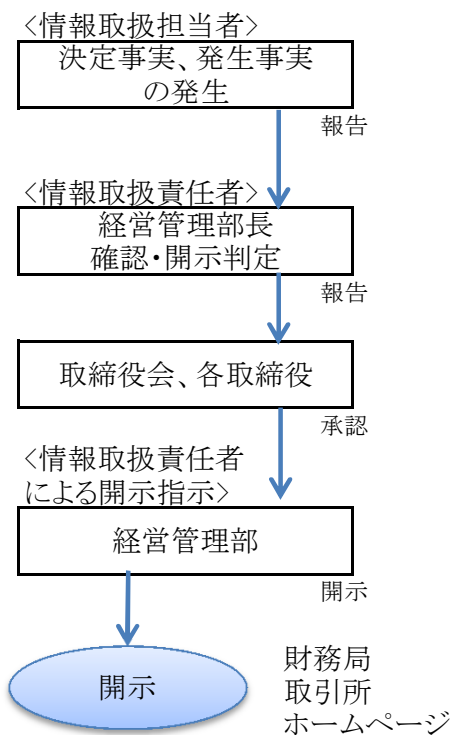 <情報取扱担当者>
決定事実、発生事実
の発生
報告
<情報取扱責任者>
経営管理部長
確認・開示判定
報告
取締役会、各取締役
承認
<情報取扱責任者
による開示指示>
経営管理部
開示
開示
財務局
取引所
ホームページ